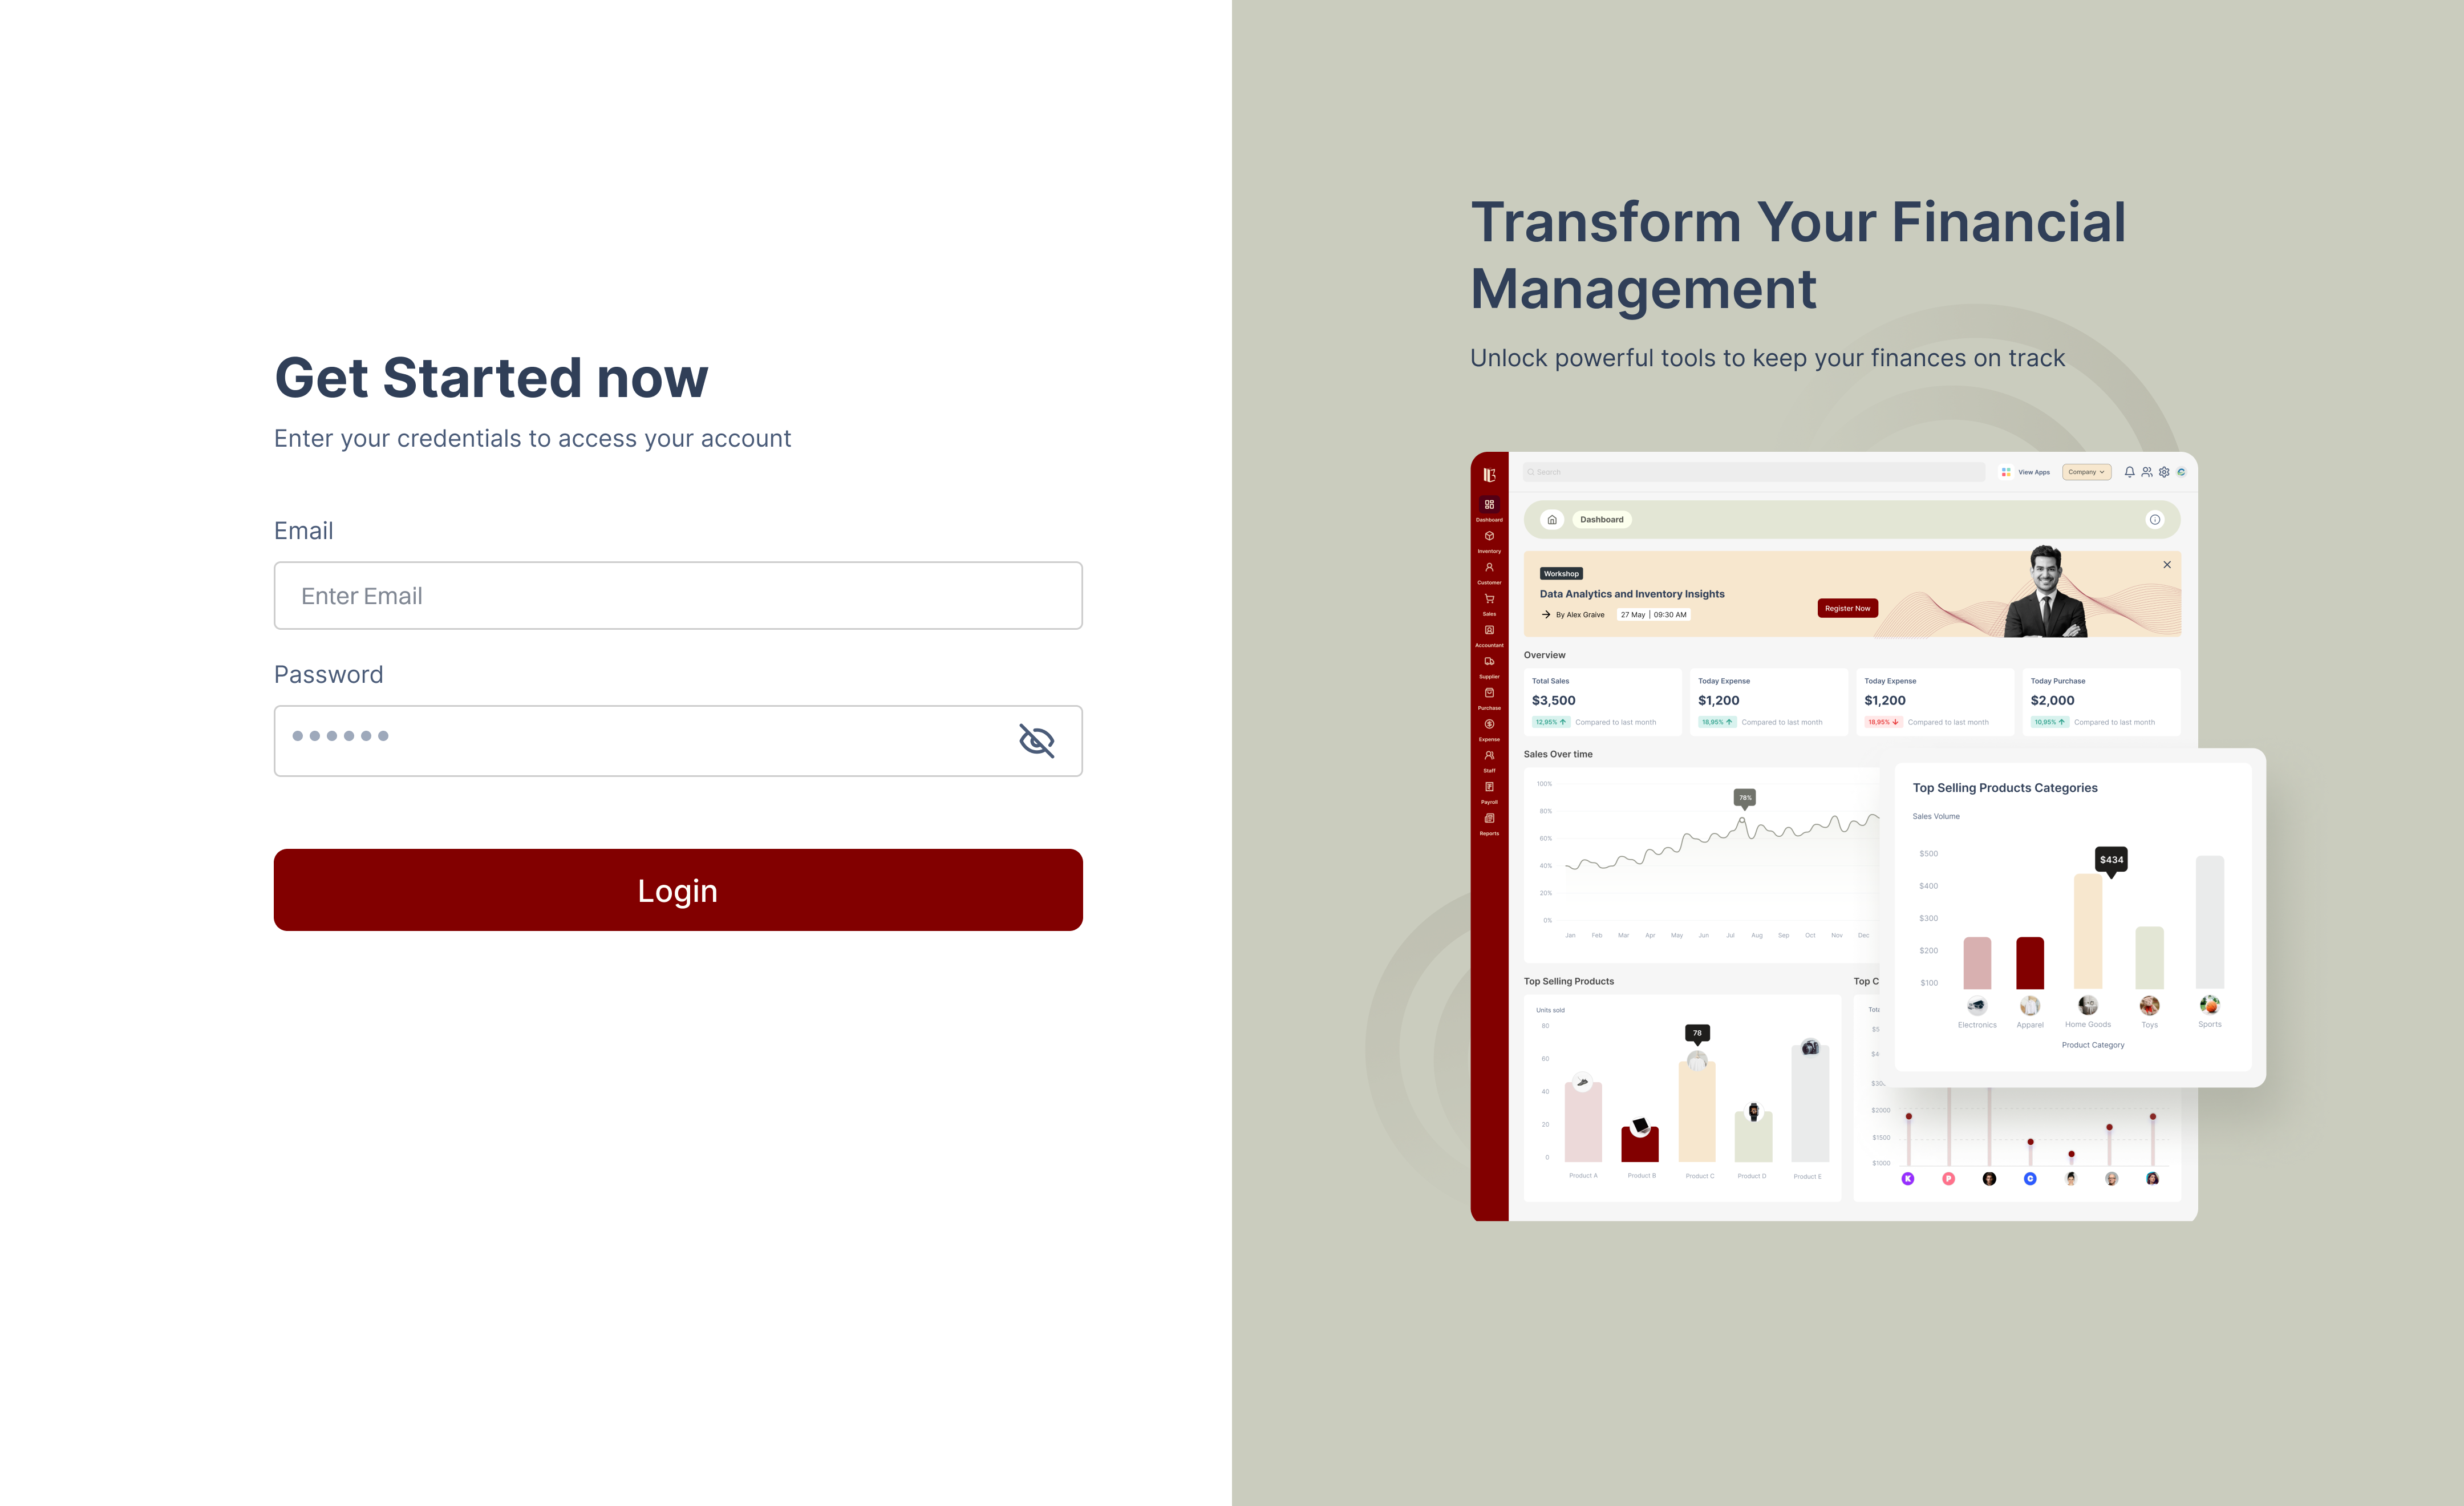 Get Started now
Enter your credentials to access your account
Email
Enter Email
Password
Login
Transform Your Financial
Management
Unlock powerful tools to keep your finances on track
Search
View Apps
Company
Dashboard
Inventory
Customer
Sales
Accountant
Supplier
Purchase
Expense
Staff
Payroll
Reports
Dashboard
Workshop
Data Analytics and Inventory Insights
By Alex Graive
27 May | 09:30 AM
Register Now
Overview
Total Sales
$3,500
12,95% Compared to last month
Today Expense
$1,200
18,95% Compared to last month
Today Expense
$1,200
18,95% Compared to last month
Today Purchase
$2,000
10,95% Compared to last month
Sales Over time
100%
80%
60%
40%
20%
0%
78%
Jan Feb Mar Apr May Jun Jul Aug Sep Oct Nov Dec
Top Selling Products Categories
Sales Volume
$500
$400
$300
$200
$100
$434
Electronics Apparel Home Goods Toys Sports
Product Category
Top Selling Products
Units sold
80
60
40
20
0
78
Product A Product B Product C Product D Product E
Top C
$5
$4
$2000
$1500
$1000
K P C